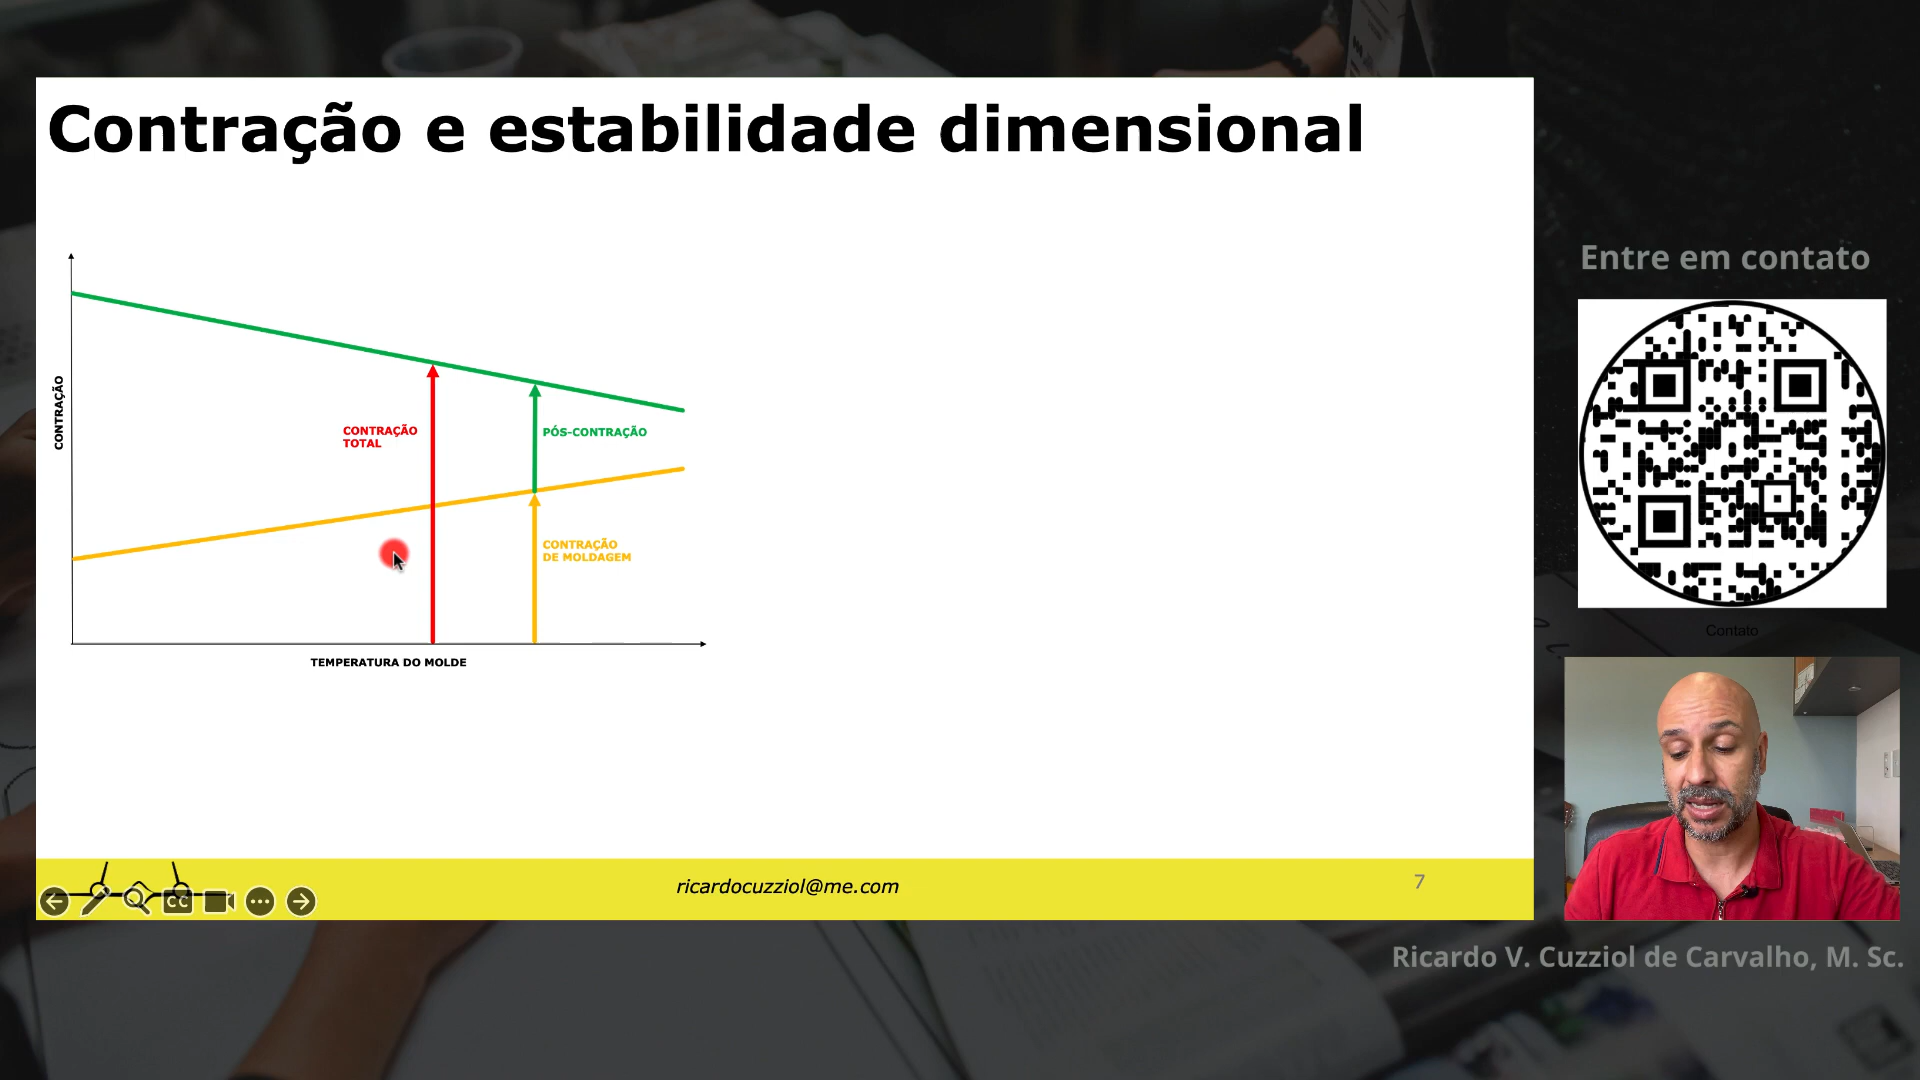 Contração e estabilidade dimensional
CONTRAÇÃO
CONTRAÇÃO
TOTAL
PÓS-CONTRAÇÃO
CONTRAÇÃO
DE MOLDAGEM
TEMPERATURA DO MOLDE
CC
ricardocuzziol@me.com
7
Entre em contato
Contato
Ricardo V. Cuzziol de Carvalho, M. Sc.